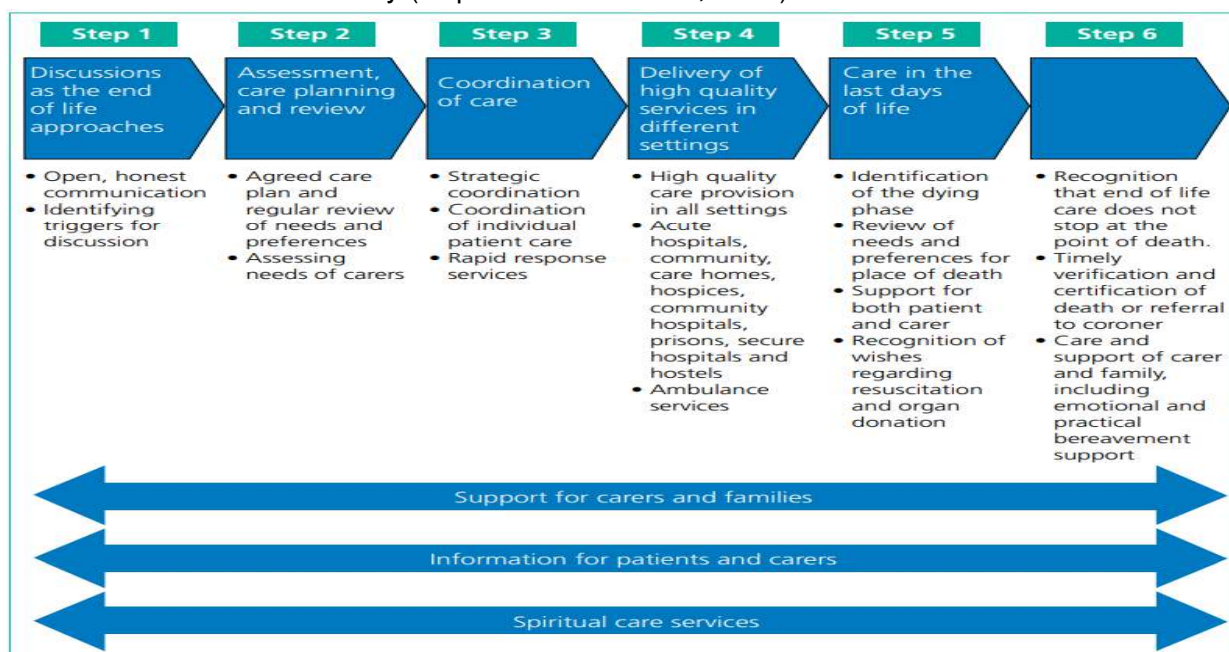 Step 1
Discussions
as the end
of life
approaches
• Open, honest
communication
• Identifying
triggers for
discussion
Step 2
Assessment,
care planning
and review
• Agreed care
plan and
regular review
of needs and
preferences
• Assessing
needs of carers
Step 3
Coordination
of care
• Strategic
coordination
• Coordination
of individual
patient care
• Rapid response
services
Step 4
Delivery of
high quality
services in
different
settings
• High quality
care provision
in all settings
• Acute
hospitals,
community,
care homes,
hospices,
community
hospitals,
prisons, secure
hospitals and
hostels
• Ambulance
services
Step 5
Care in the
last days
of life
• Identification
of the dying
phase
• Review of
needs and
preferences for
place of death
• Support for
both patient
and carer
• Recognition of
wishes
regarding
resuscitation
and organ
donation
Step 6
• Recognition
that end of life
care does not
stop at the
point of death.
• Timely
verification and
certification of
death or referral
to coroner
• Care and
support of carer
and family,
including
emotional and
practical
bereavement
support
Support for carers and families
Information for patients and carers
Spiritual care services